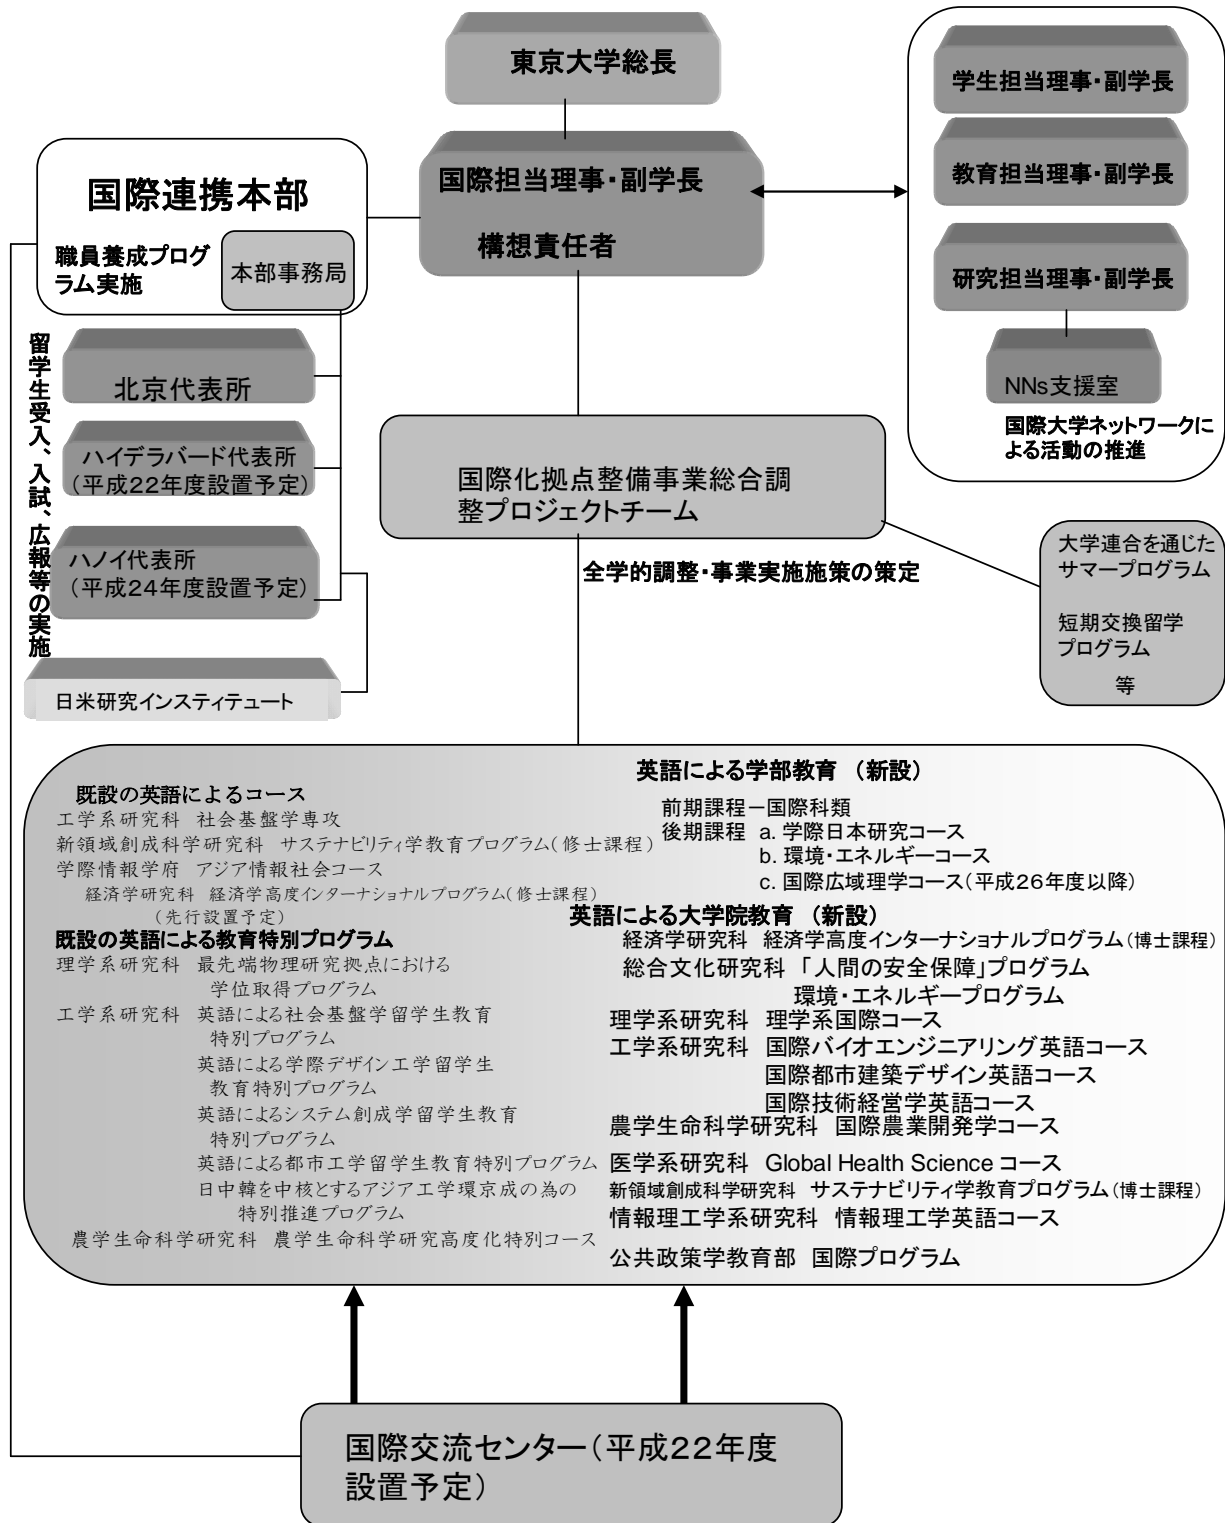 東京大学総長
国際担当理事・副学長
構想責任者
学生担当理事・副学長
教育担当理事・副学長
研究担当理事・副学長
NNs支援室
国際大学ネットワークに
よる活動の推進
国際連携本部
職員養成プログ
ラム実施
本部事務局
留学生受入、入試、広報等の実施
北京代表所
ハイデラバード代表所
（平成22年度設置予定）
ハノイ代表所
（平成24年度設置予定）
日米研究インスティテュート
国際化拠点整備事業総合調
整プロジェクトチーム
全学的調整・事業実施施策の策定
大学連合を通じた
サマープログラム
短期交換留学
プログラム
等
既設の英語によるコース
工学系研究科　社会基盤学専攻
新領域創成科学研究科　サステナビリティ学教育プログラム（修士課程）
学際情報学府　アジア情報社会コース
経済学研究科　経済学高度インターナショナルプログラム（修士課程）
（先行設置予定）
既設の英語による教育特別プログラム
理学系研究科　最先端物理研究拠点における
学位取得プログラム
工学系研究科　英語による社会基盤学留学生教育
特別プログラム
英語による学際デザイン工学留学生
教育特別プログラム
英語によるシステム創成学留学生教育
特別プログラム
英語による都市工学留学生教育特別プログラム
日中韓を中核とするアジア工学環京成の為の
特別推進プログラム
農学生命科学研究科　農学生命科学研究高度化特別コース
英語による学部教育　（新設）
前期課程－国際科類
後期課程　a. 学際日本研究コース
b. 環境・エネルギーコース
c. 国際広域理学コース（平成26年度以降）
英語による大学院教育　（新設）
経済学研究科　経済学高度インターナショナルプログラム（博士課程）
総合文化研究科　「人間の安全保障」プログラム
環境・エネルギープログラム
理学系研究科　理学系国際コース
工学系研究科　国際バイオエンジニアリング英語コース
国際都市建築デザイン英語コース
国際技術経営学英語コース
農学生命科学研究科　国際農業開発学コース
医学系研究科　Global Health Science コース
新領域創成科学研究科　サステナビリティ学教育プログラム（博士課程）
情報理工学系研究科　情報理工学英語コース
公共政策学教育部　国際プログラム
国際交流センター（平成22年度
設置予定）